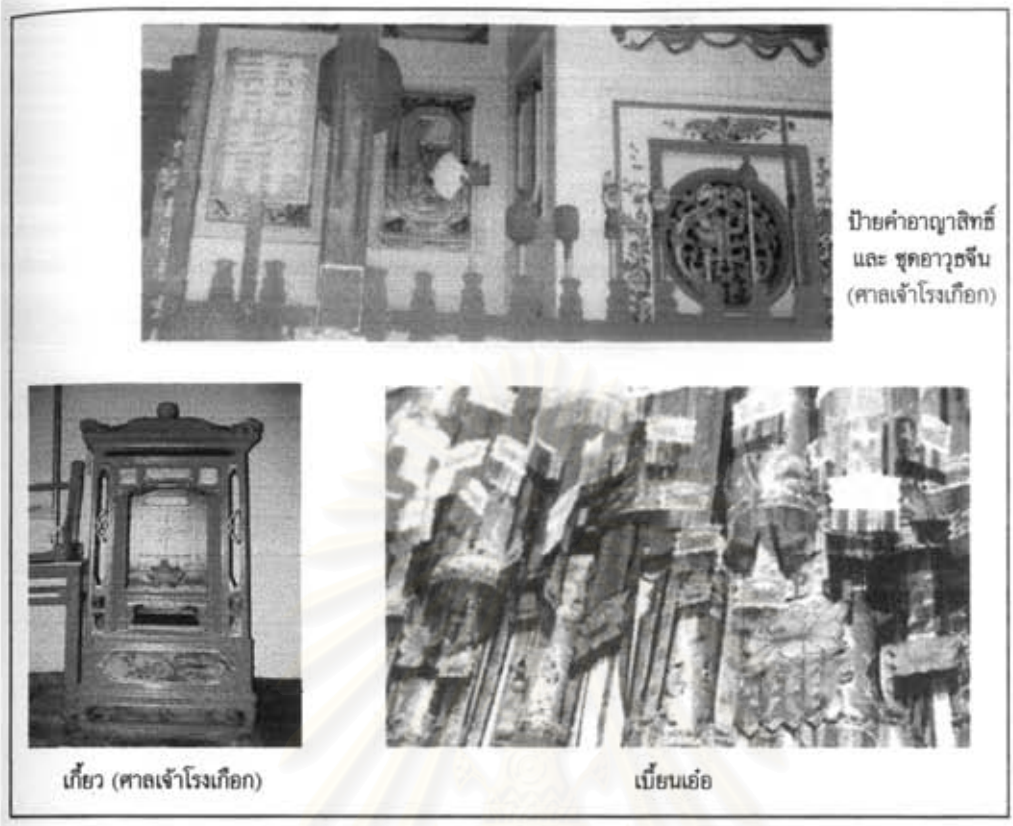 ป้ายคำอาญาสิทธิ์
และ ชุดอาวุธจีน
(ศาลเจ้าโรงเกือก)
เกี้ยว (ศาลเจ้าโรงเกือก)
เบี้ยนเอ๋อ